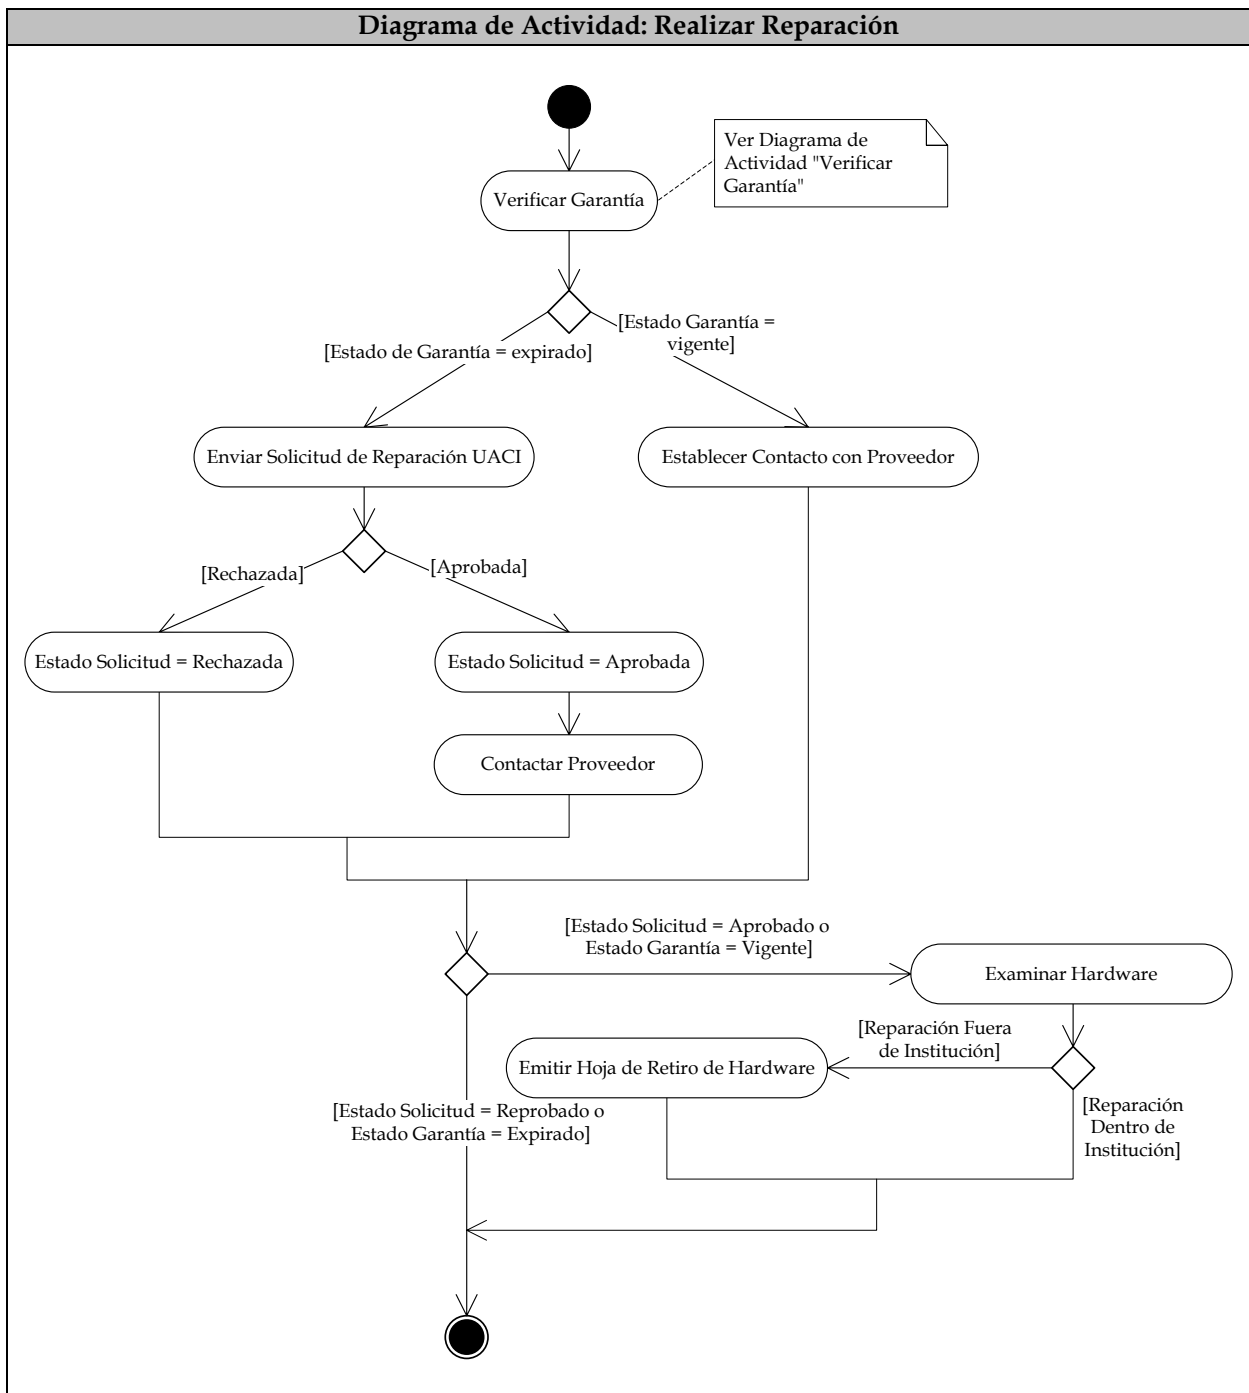 Diagrama de Actividad: Realizar Reparación
Ver Diagrama de
Actividad "Verificar
Garantía"
Verificar Garantía
[Estado Garantía =
vigente]
[Estado de Garantía = expirado]
Enviar Solicitud de Reparación UACI
Establecer Contacto con Proveedor
[Rechazada]
[Aprobada]
Estado Solicitud = Rechazada
Estado Solicitud = Aprobada
Contactar Proveedor
[Estado Solicitud = Aprobado o
Estado Garantía = Vigente]
Examinar Hardware
[Reparación Fuera
de Institución]
Emitir Hoja de Retiro de Hardware
[Estado Solicitud = Reprobado o
Estado Garantía = Expirado]
[Reparación
Dentro de
Institución]